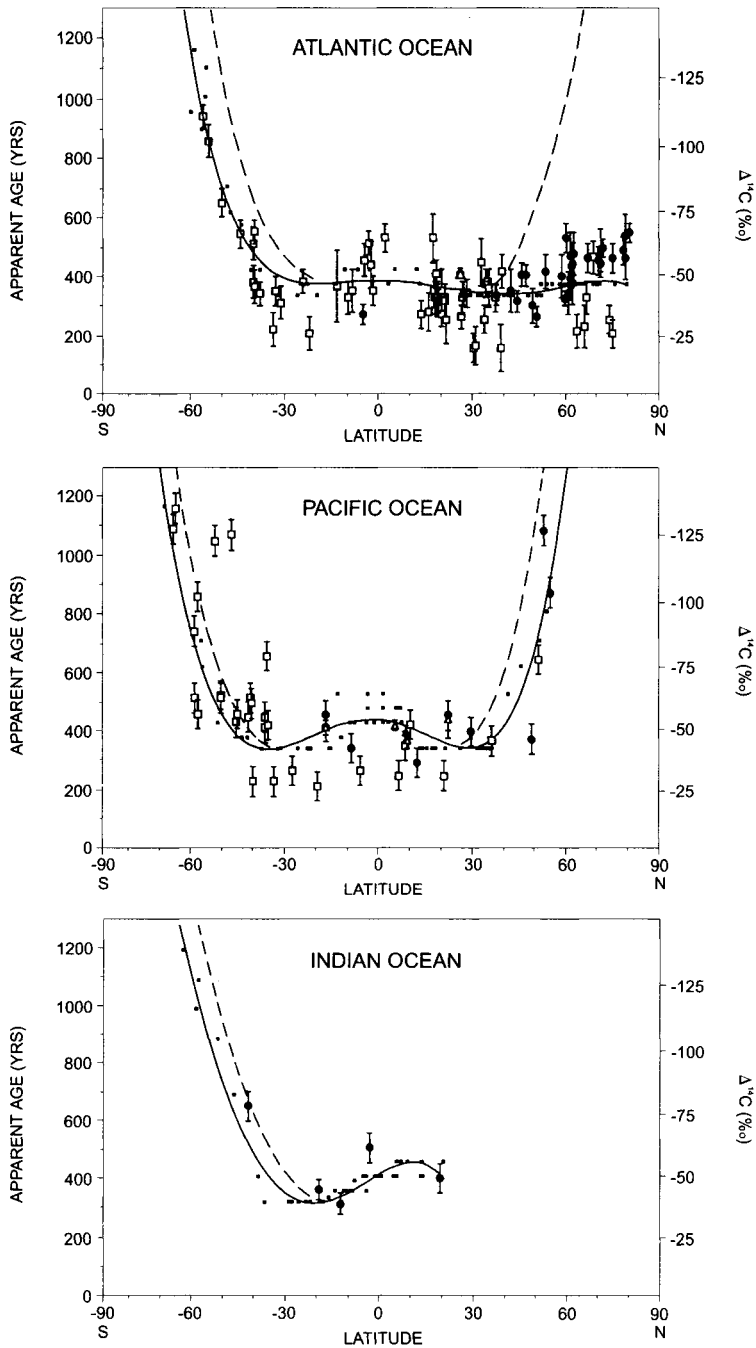 ATLANTIC OCEAN
APPARENT AGE (YRS)
1200
1000
800
600
400
200
0
-125
-100
-75
-50
-25
Δ¹⁴C (‰)
-90 -60 -30 0 30 60 90
S LATITUDE N
PACIFIC OCEAN
APPARENT AGE (YRS)
1200
1000
800
600
400
200
0
-125
-100
-75
-50
-25
Δ¹⁴C (‰)
-90 -60 -30 0 30 60 90
S LATITUDE N
INDIAN OCEAN
APPARENT AGE (YRS)
1200
1000
800
600
400
200
0
-125
-100
-75
-50
-25
Δ¹⁴C (‰)
-90 -60 -30 0 30 60 90
S LATITUDE N